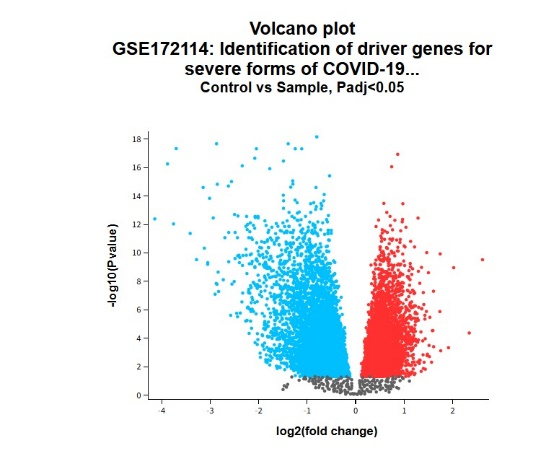 Volcano plot
GSE172114: Identification of driver genes for
severe forms of COVID-19...
Control vs Sample, Padj<0.05
-log10(Pvalue)
18
16
14
12
10
8
6
4
2
0
-4 -3 -2 -1 0 1 2
log2(fold change)